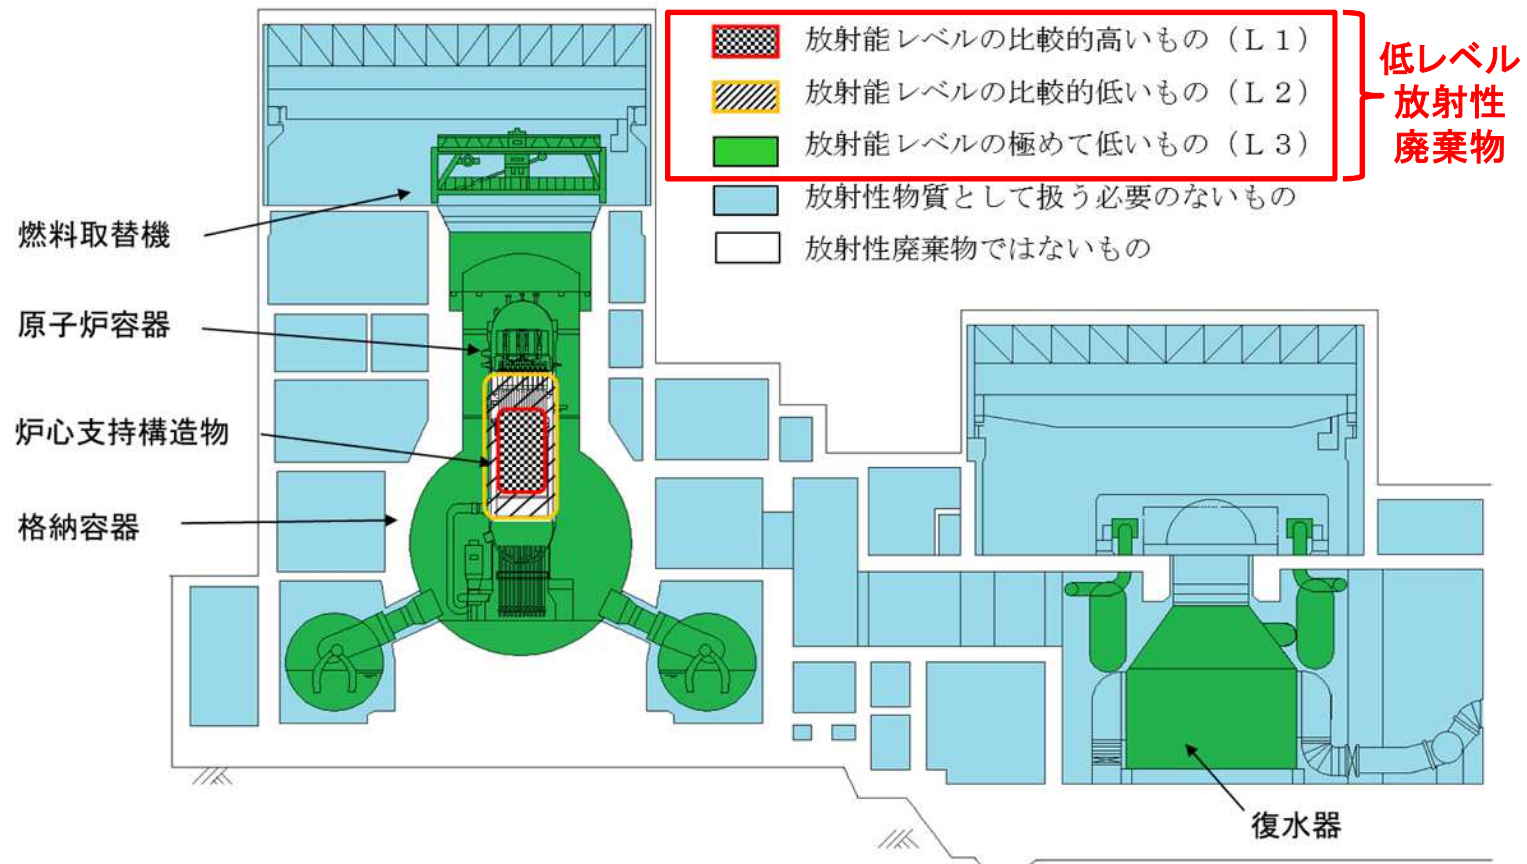 放射能レベルの比較的高いもの（Ｌ１）
放射能レベルの比較的低いもの（Ｌ２）
放射能レベルの極めて低いもの（Ｌ３）
放射性物質として扱う必要のないもの
放射性廃棄物ではないもの
低レベル
放射性
廃棄物
燃料取替機
原子炉容器
炉心支持構造物
格納容器
復水器